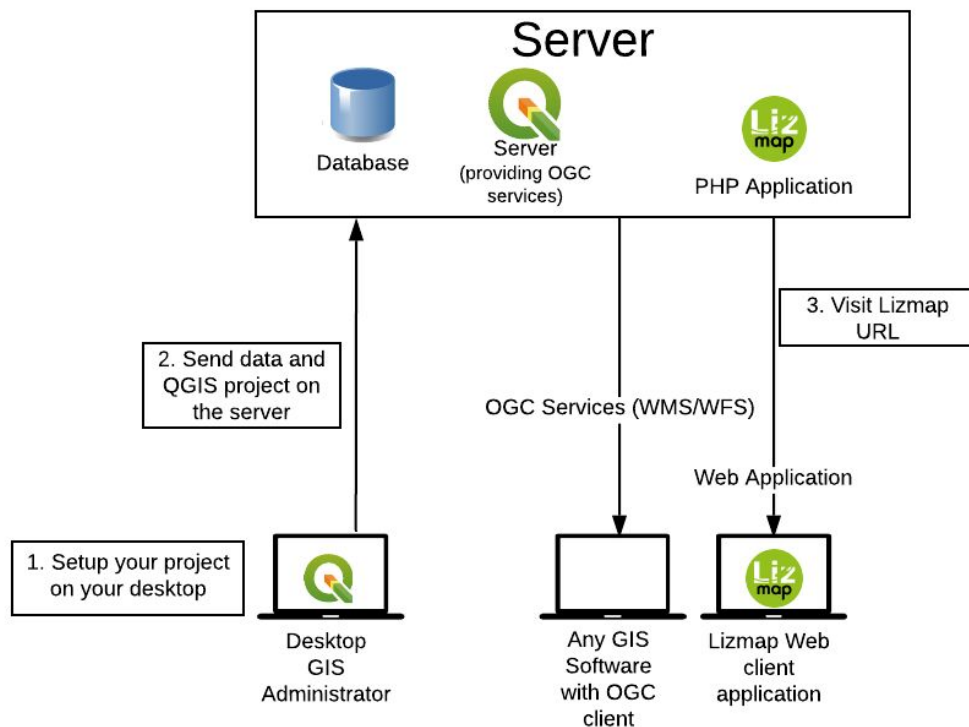 Server
Database
Server
(providing OGC
services)
Liz
map
PHP Application
3. Visit Lizmap
URL
2. Send data and
QGIS project on
the server
OGC Services (WMS/WFS)
Web Application
1. Setup your project
on your desktop
Liz
map
Desktop
GIS
Administrator
Any GIS
Software
with OGC
client
Lizmap Web
client
application